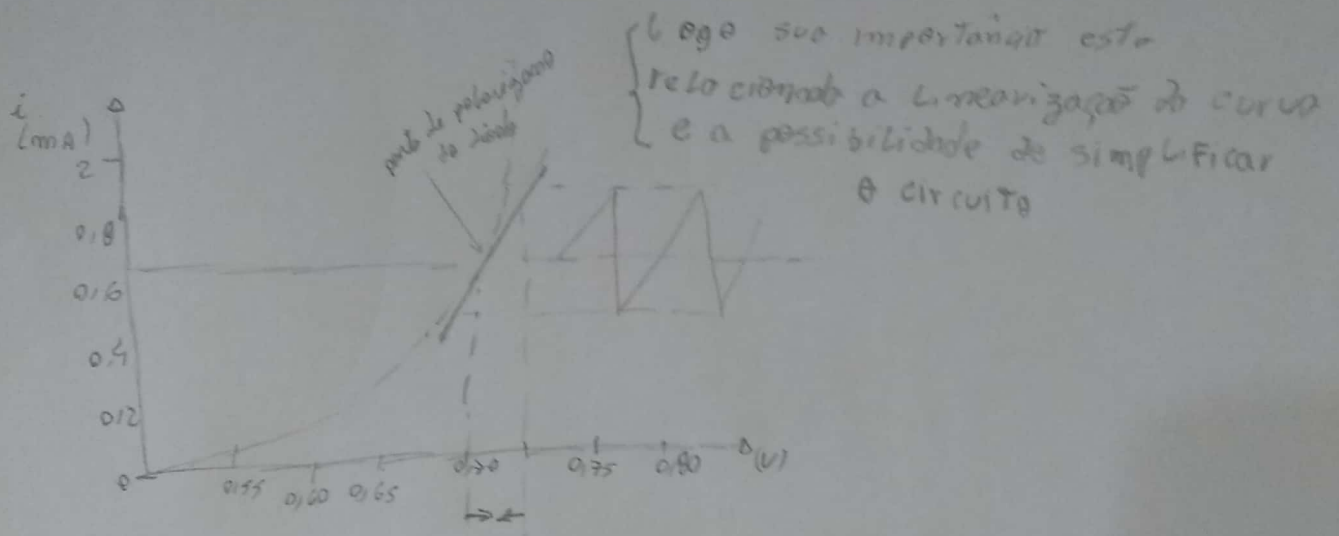 Logo sua importância esta
relacionada a Linearização da curva
e a possibilidade de simplificar
o circuito
ponto de polarização
do diodo
i
(mA)
2
0,8
0,6
0,4
0,2
0
0,55
0,60
0,65
0,70
0,75
0,80
(V)